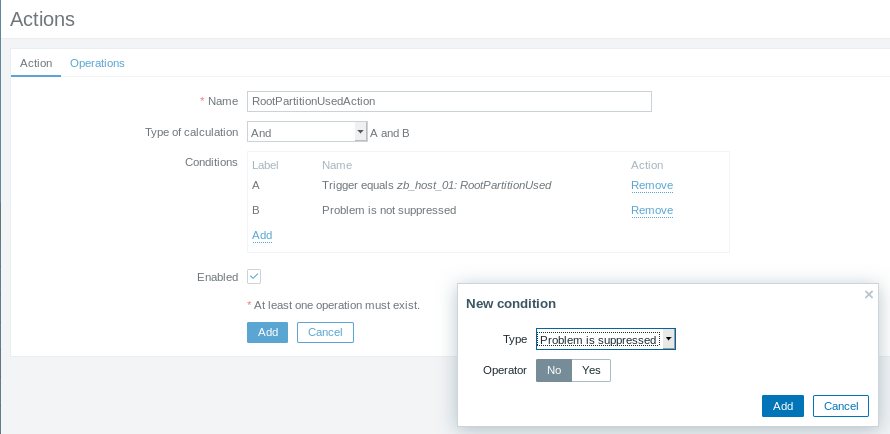 Actions
Action Operations
* Name RootPartitionUsedAction
Type of calculation And A and B
Conditions Label Name Action
A Trigger equals zb_host_01: RootPartitionUsed Remove
B Problem is not suppressed Remove
Add
Enabled
* At least one operation must exist.
Add Cancel
New condition
Type Problem is suppressed
Operator No Yes
Add Cancel